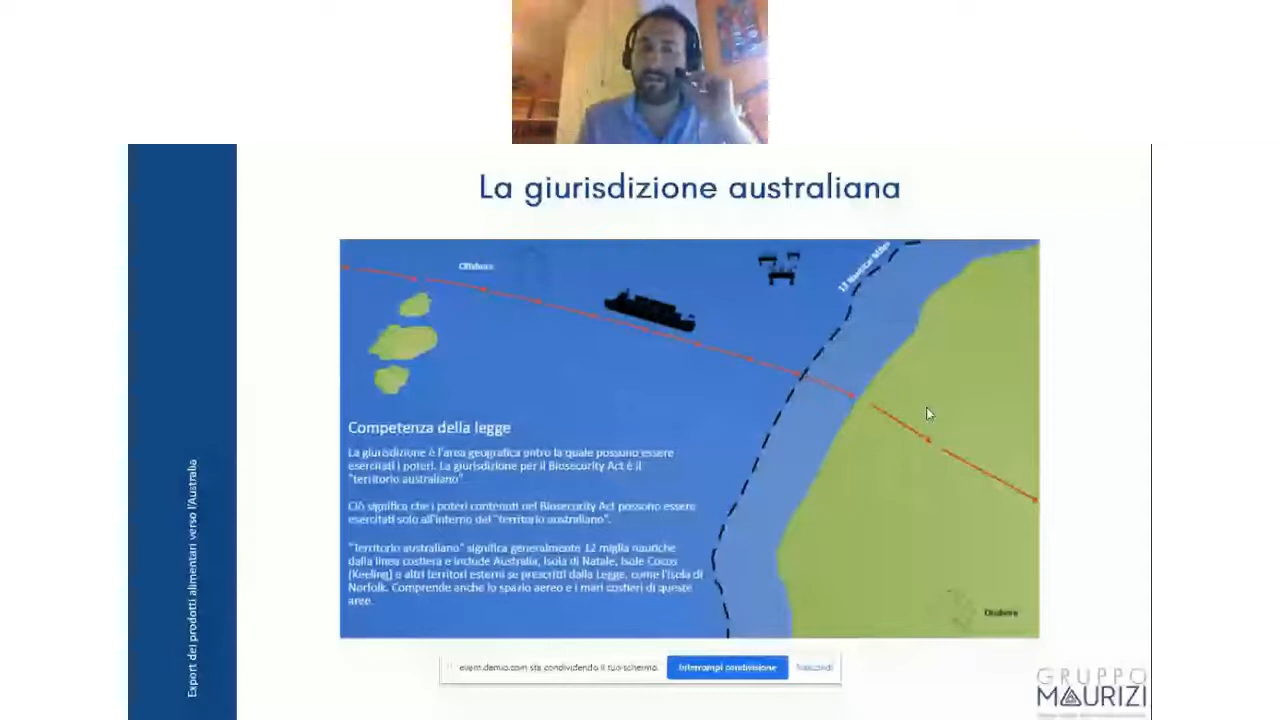 La giurisdizione australiana
Offshore
12 Nautical Miles
Competenza della legge
La giurisdizione è l'area geografica entro la quale possono essere
esercitati i poteri. La giurisdizione per il Biosecurity Act è il
"territorio australiano".
Ciò significa che i poteri contenuti nel Biosecurity Act possono essere
esercitati solo all'interno del "territorio australiano".
"Territorio australiano" significa generalmente 12 miglia nautiche
dalla linea costiera e include Australia, Isola di Natale, Isole Cocos
(Keeling) e altri territori esterni se prescritti dalla Legge, come l'Isola di
Norfolk. Comprende anche lo spazio aereo e i mari costieri di queste
aree.
Onshore
Export dei prodotti alimentari verso l'Australia
event.demio.com sta condividendo il tuo schermo.
Interrompi condivisione
Nascondi
GRUPPO
MAURIZI